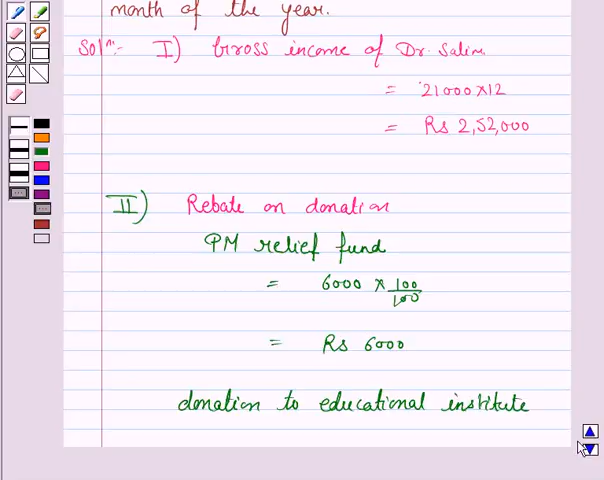 month of the year.
Solⁿ:- I) Gross income of Dr. Salim
= 21000×12
= Rs 2,52,000
II) Rebate on donation
PM relief fund
= 6000 × 100/100
= Rs 6000
donation to educational institute